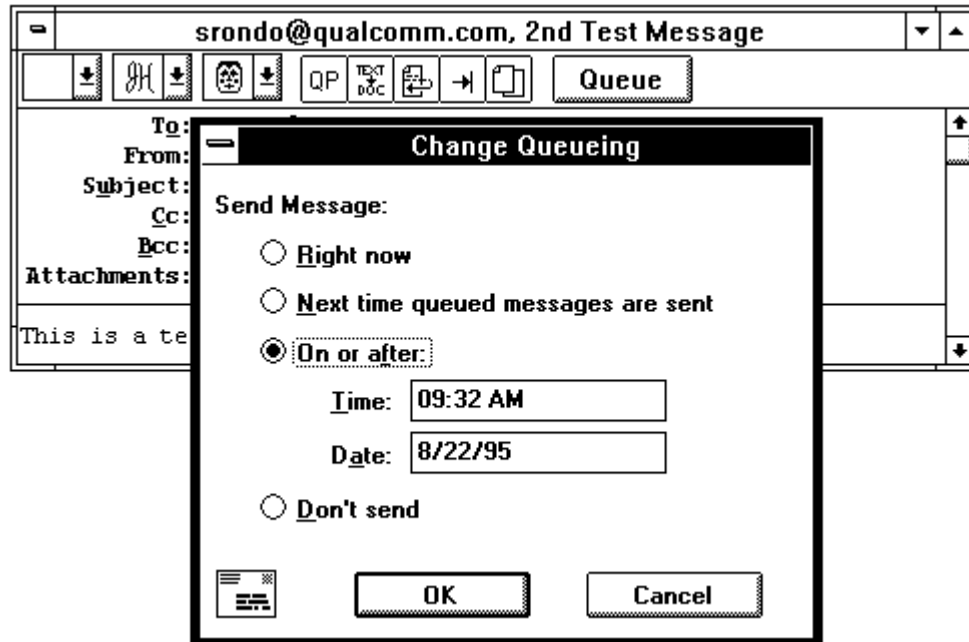 srondo@qualcomm.com, 2nd Test Message
QP TEXT DOC Queue
To:
From:
Subject:
Cc:
Bcc:
Attachments:
This is a te
Change Queueing
Send Message:
Right now
Next time queued messages are sent
On or after:
Time: 09:32 AM
Date: 8/22/95
Don't send
OK Cancel